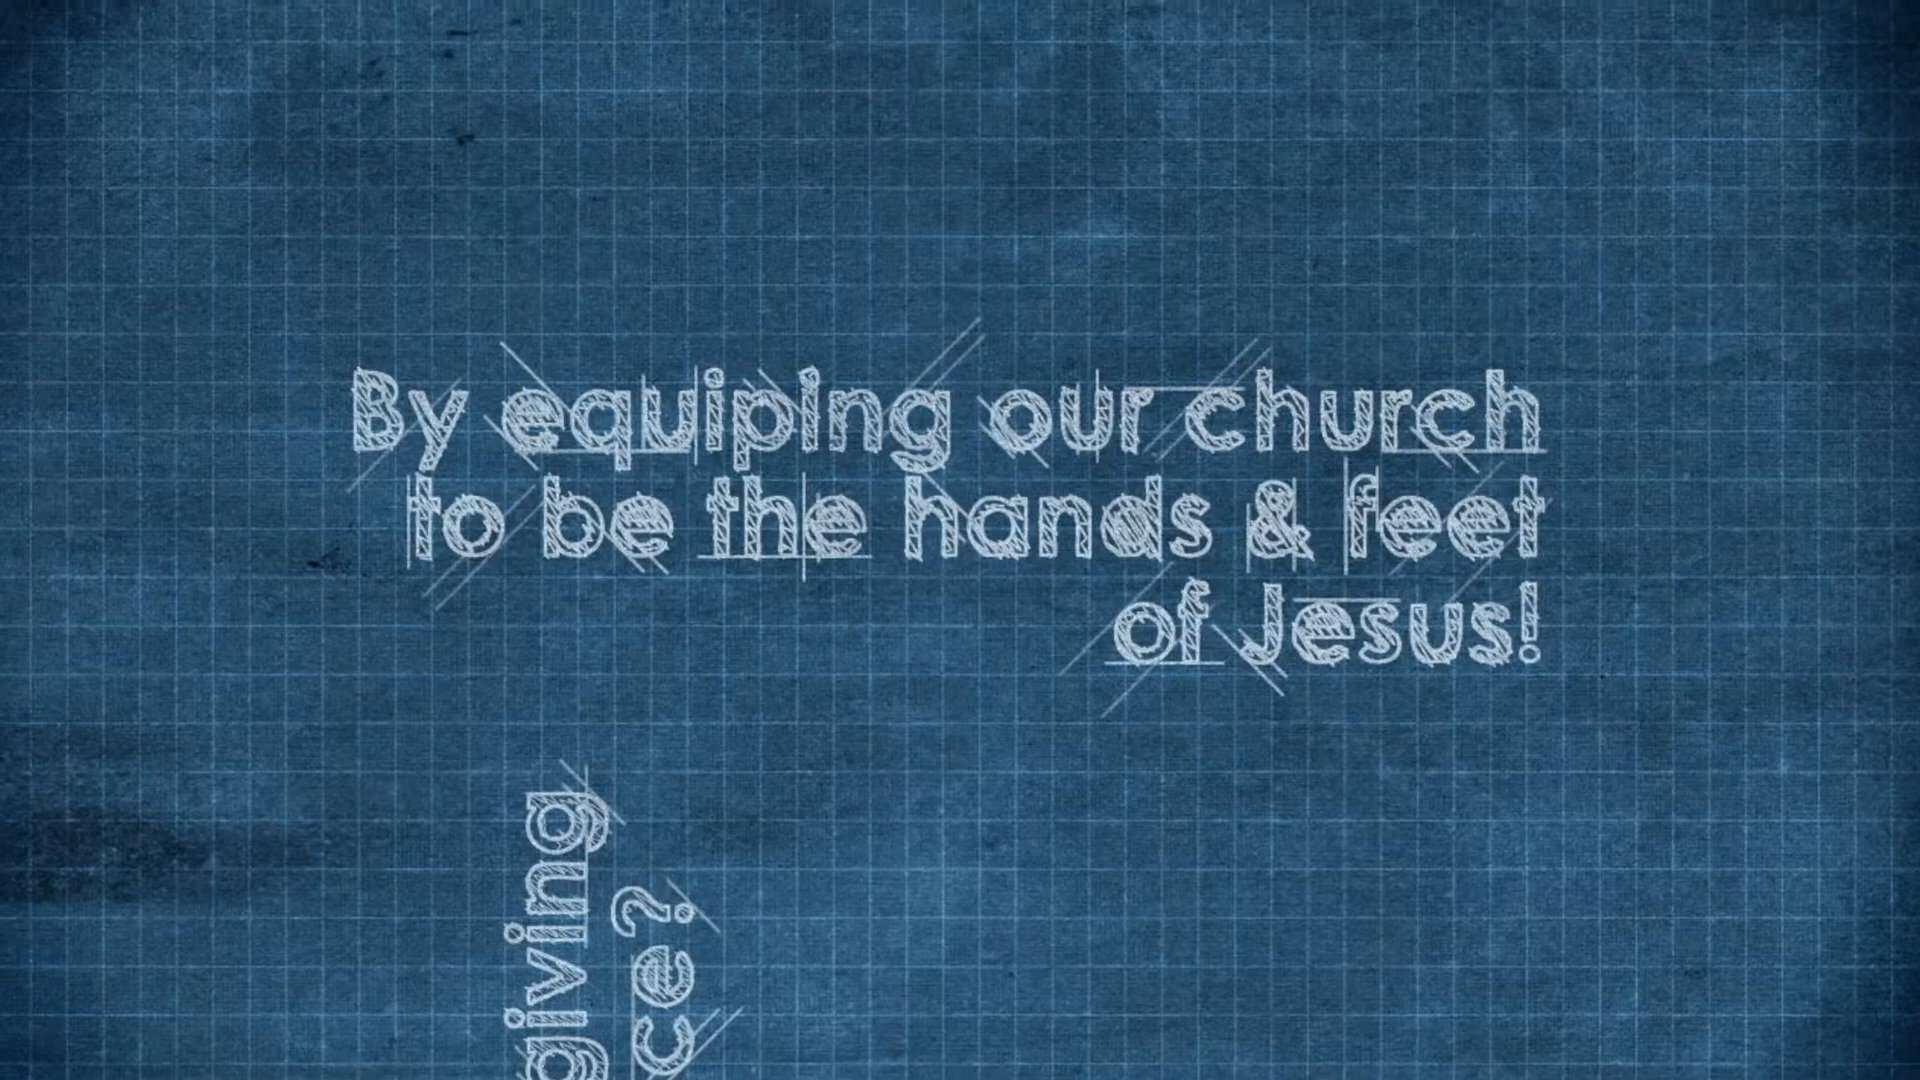 By equiping our church
to be the hands & feet
of Jesus!
giving
ce?